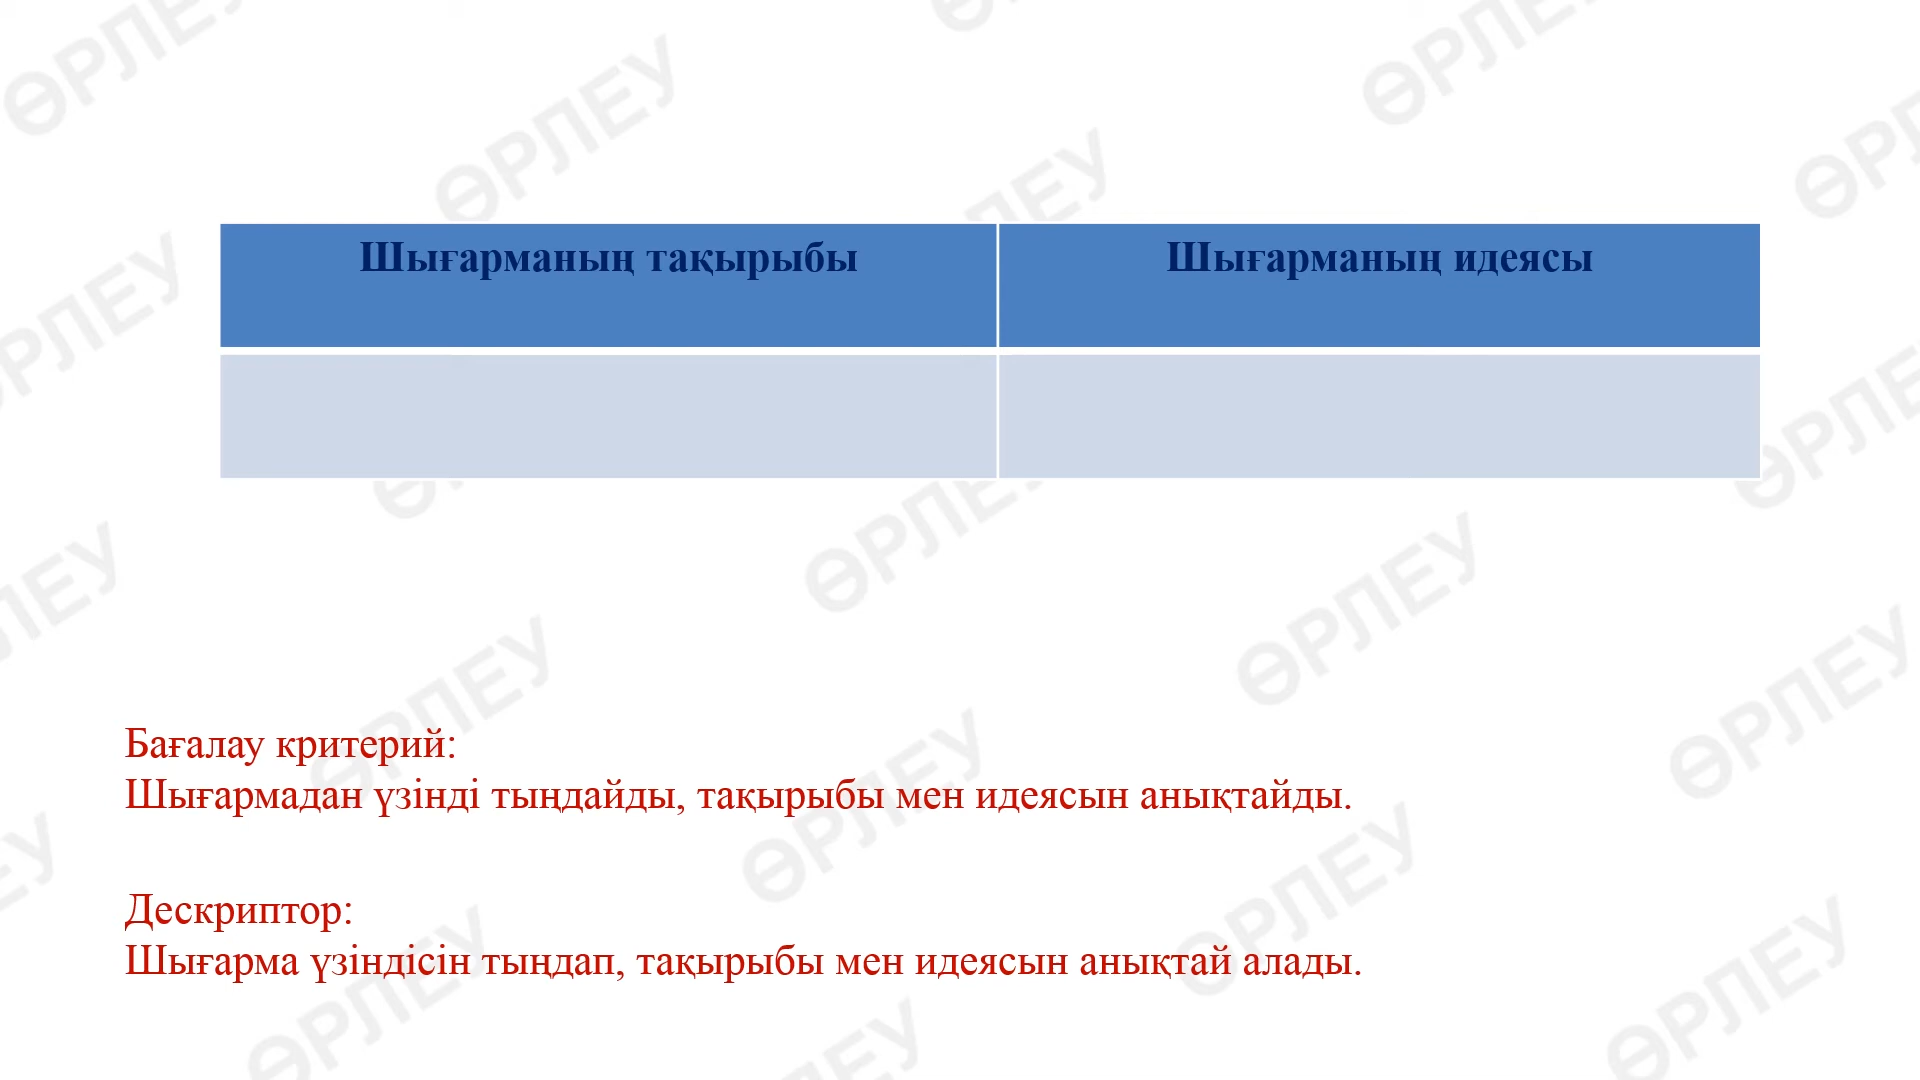 Шығарманың тақырыбы
Шығарманың идеясы
Бағалау критерий:
Шығармадан үзінді тыңдайды, тақырыбы мен идеясын анықтайды.
Дескриптор:
Шығарма үзіндісін тыңдап, тақырыбы мен идеясын анықтай алады.
ӨРЛЕУ